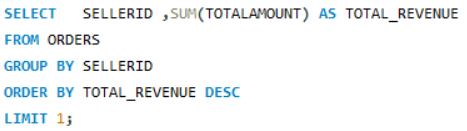 SELECT SELLERID ,SUM(TOTALAMOUNT) AS TOTAL_REVENUE
FROM ORDERS
GROUP BY SELLERID
ORDER BY TOTAL_REVENUE DESC
LIMIT 1;